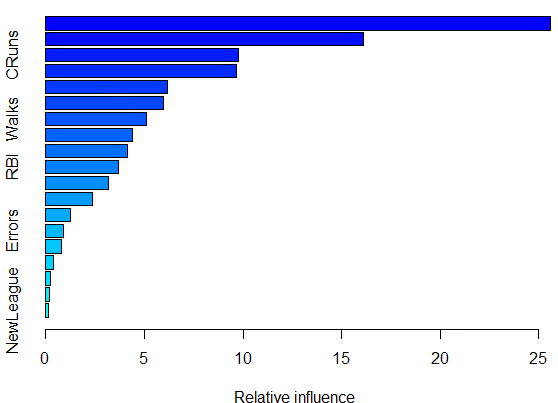 CRuns
Walks
RBI
Errors
NewLeague
0 5 10 15 20 25
Relative influence